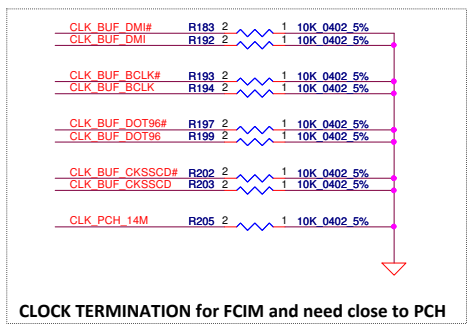 CLK_BUF_DMI# R183 2 1 10K_0402_5%
CLK_BUF_DMI R192 2 1 10K_0402_5%
CLK_BUF_BCLK# R193 2 1 10K_0402_5%
CLK_BUF_BCLK R194 2 1 10K_0402_5%
CLK_BUF_DOT96# R197 2 1 10K_0402_5%
CLK_BUF_DOT96 R199 2 1 10K_0402_5%
CLK_BUF_CKSSCD# R202 2 1 10K_0402_5%
CLK_BUF_CKSSCD R203 2 1 10K_0402_5%
CLK_PCH_14M R205 2 1 10K_0402_5%
CLOCK TERMINATION for FCIM and need close to PCH